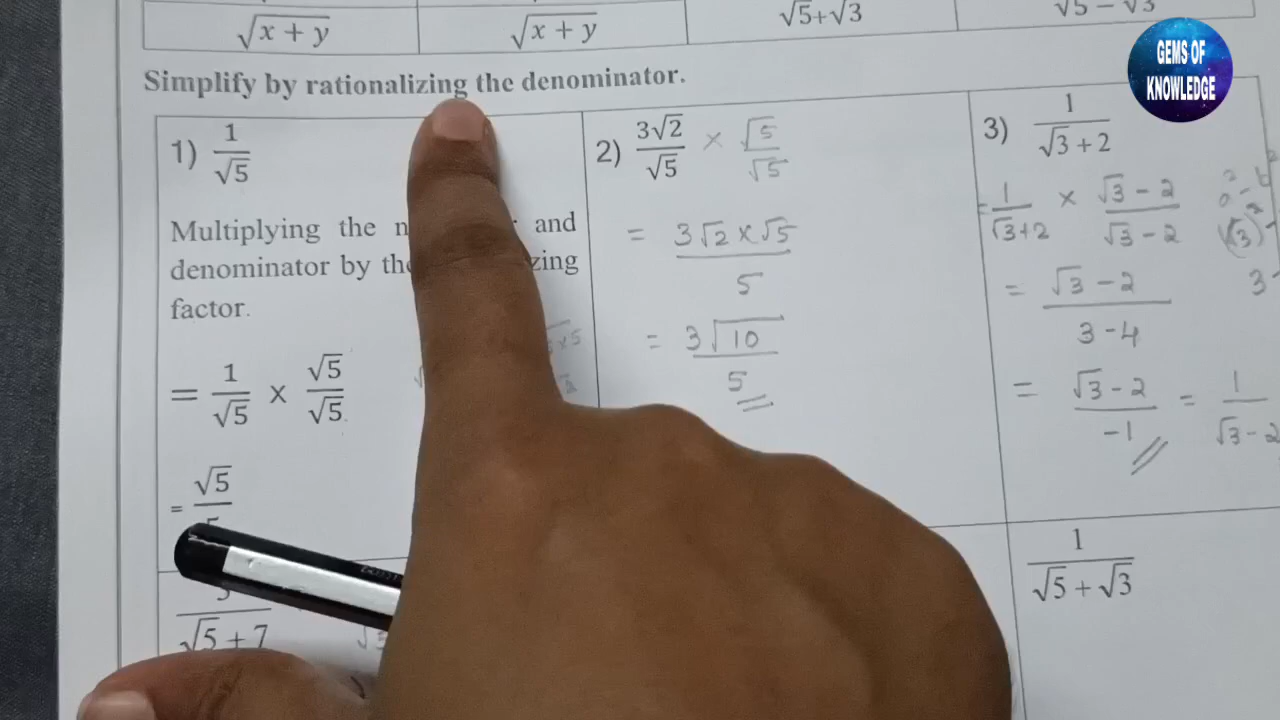 √x + y
√x + y
√5+√3
√5 − √3
GEMS OF
KNOWLEDGE
Simplify by rationalizing the denominator.
1) 1/√5
Multiplying the and
denominator by
factor.
= 1/√5 × √5/√5
= √5/
√5 + 7
2) 3√2/√5 × √5/√5
= 3√2×√5/5
= 3√10/5
3) 1/(√3 + 2)
= 1/(√3+2) × (√3 − 2)/(√3 − 2)
= (√3 − 2)/(3 − 4)
= (√3 − 2)/−1 = 1/(√3 − 2)
1/(√5 + √3)